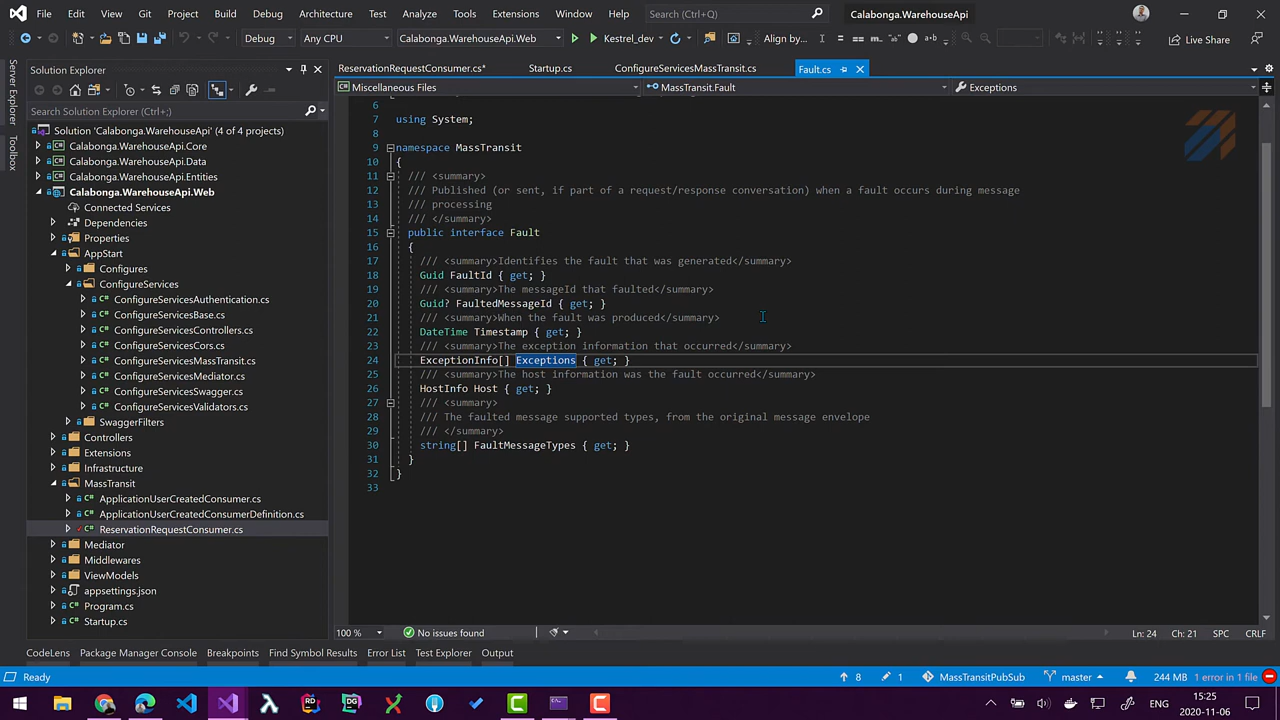 File Edit View Git Project Build Debug Architecture Test Analyze Tools Extensions Window Help Search (Ctrl+Q) Calabonga.WarehouseApi
Debug Any CPU Calabonga.WarehouseApi.Web Kestrel_dev Align by... Live Share
Server Explorer
Toolbox
Solution Explorer
Search Solution Explorer (Ctrl+;)
Solution 'Calabonga.WarehouseApi' (4 of 4 projects)
Calabonga.WarehouseApi.Core
Calabonga.WarehouseApi.Data
Calabonga.WarehouseApi.Entities
Calabonga.WarehouseApi.Web
Connected Services
Dependencies
Properties
AppStart
Configures
ConfigureServices
ConfigureServicesAuthentication.cs
ConfigureServicesBase.cs
ConfigureServicesControllers.cs
ConfigureServicesCors.cs
ConfigureServicesMassTransit.cs
ConfigureServicesMediator.cs
ConfigureServicesSwagger.cs
ConfigureServicesValidators.cs
SwaggerFilters
Controllers
Extensions
Infrastructure
MassTransit
ApplicationUserCreatedConsumer.cs
ApplicationUserCreatedConsumerDefinition.cs
ReservationRequestConsumer.cs
Mediator
Middlewares
ViewModels
appsettings.json
Program.cs
Startup.cs
ReservationRequestConsumer.cs* Startup.cs ConfigureServicesMassTransit.cs Fault.cs
Miscellaneous Files MassTransit.Fault Exceptions
6
7 using System;
8
9 namespace MassTransit
10 {
11 /// <summary>
12 /// Published (or sent, if part of a request/response conversation) when a fault occurs during message
13 /// processing
14 /// </summary>
15 public interface Fault
16 {
17 /// <summary>Identifies the fault that was generated</summary>
18 Guid FaultId { get; }
19 /// <summary>The messageId that faulted</summary>
20 Guid? FaultedMessageId { get; }
21 /// <summary>When the fault was produced</summary>
22 DateTime Timestamp { get; }
23 /// <summary>The exception information that occurred</summary>
24 ExceptionInfo[] Exceptions { get; }
25 /// <summary>The host information was the fault occurred</summary>
26 HostInfo Host { get; }
27 /// <summary>
28 /// The faulted message supported types, from the original message envelope
29 /// </summary>
30 string[] FaultMessageTypes { get; }
31 }
32 }
33
100 % No issues found Ln: 24 Ch: 21 SPC CRLF
CodeLens Package Manager Console Breakpoints Find Symbol Results Error List Test Explorer Output
Ready 8 1 MassTransitPubSub master 244 MB 1 error in 1 file
ENG 15:25
2020-11-06